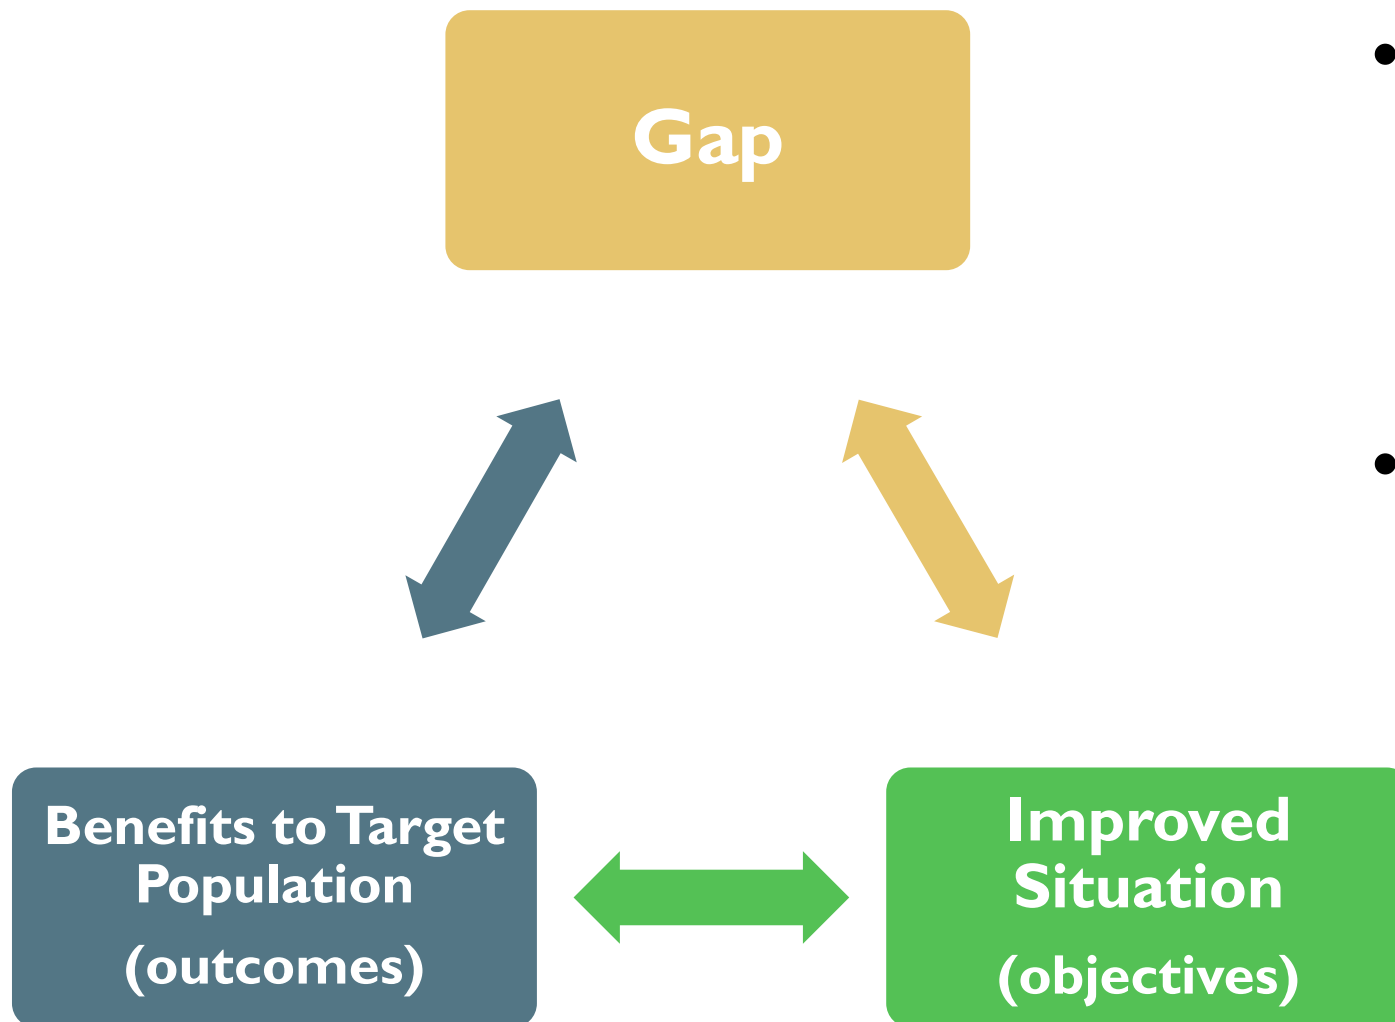 Gap
Benefits to Target
Population
(outcomes)
Improved
Situation
(objectives)